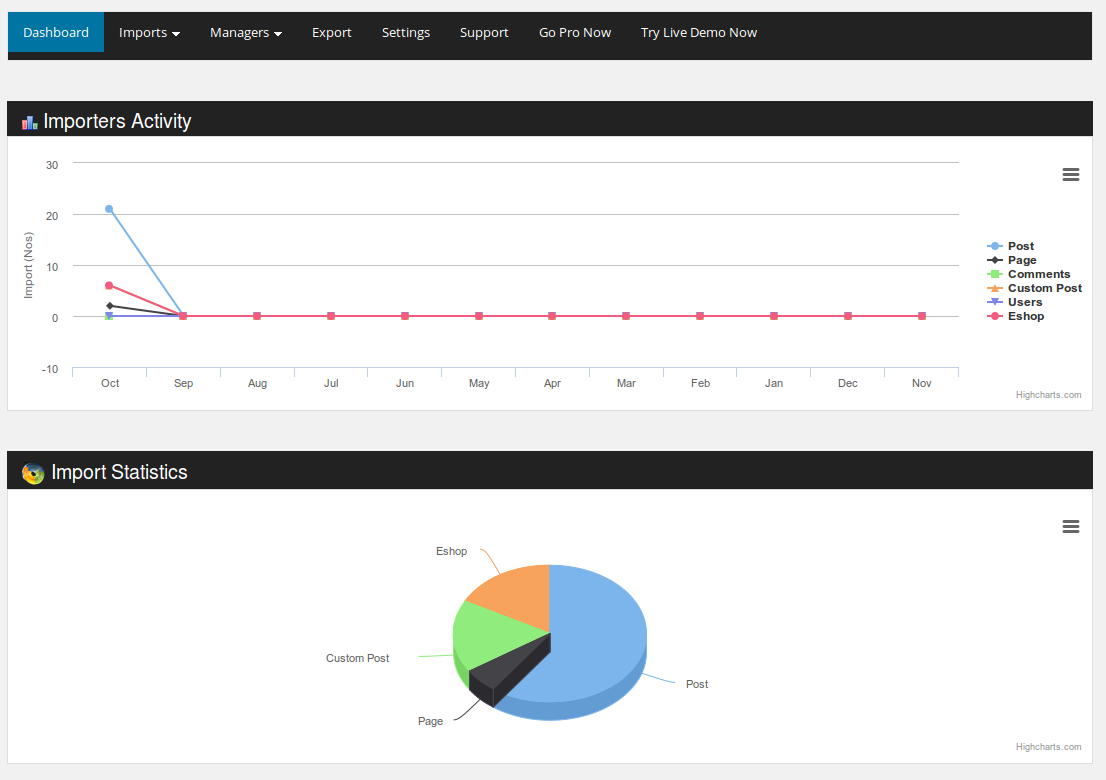 Dashboard Imports Managers Export Settings Support Go Pro Now Try Live Demo Now
Importers Activity
30
20
10
0
-10
Import (Nos)
Oct Sep Aug Jul Jun May Apr Mar Feb Jan Dec Nov
Post
Page
Comments
Custom Post
Users
Eshop
Highcharts.com
Import Statistics
Eshop
Custom Post
Post
Page
Highcharts.com